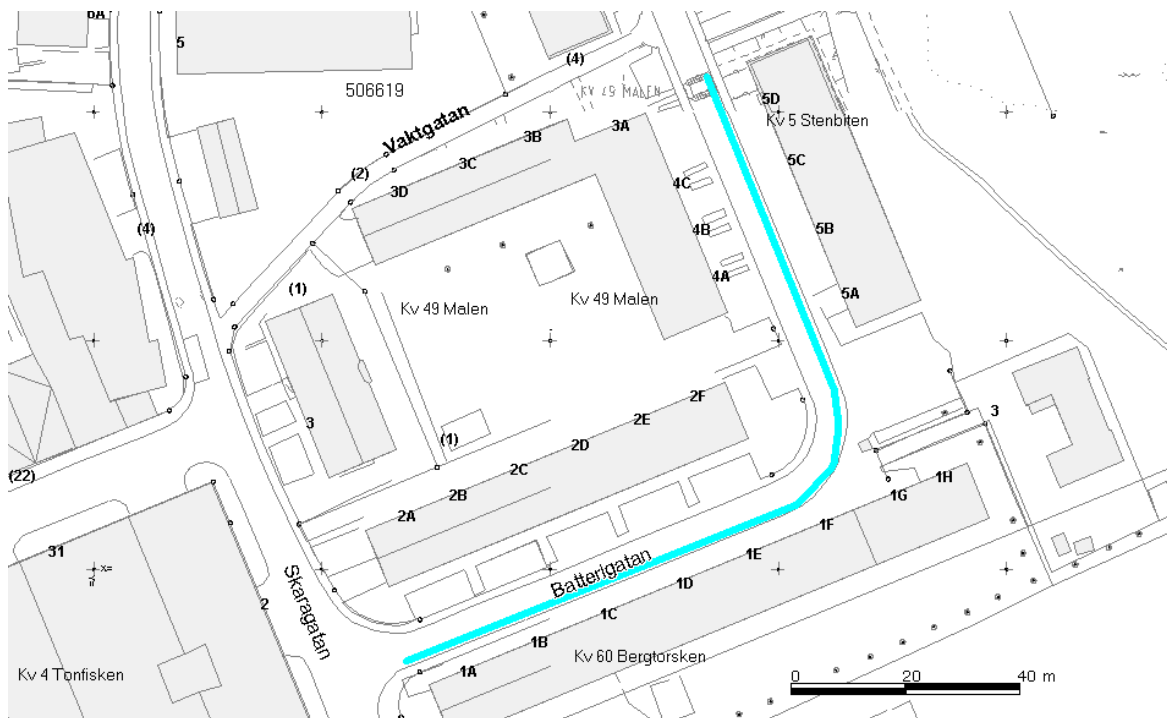 6A
5
(4)
506619
KV 49 MALEN
5D
Kv 5 Stenbiten
Vaktgatan
3A
3B
3C
(2)
3D
5C
4C
(4)
4B
5B
4A
5A
(1)
Kv 49 Malen
Kv 49 Malen
2F
2E
3
3
(1)
2D
2C
(22)
2B
1H
1G
2A
1F
31
1E
x=
Y=
Batterigatan
1D
Skaragatan
2
1C
1B
Kv 60 Bergtorsken
1A
Kv 4 Tonfisken
0 20 40 m